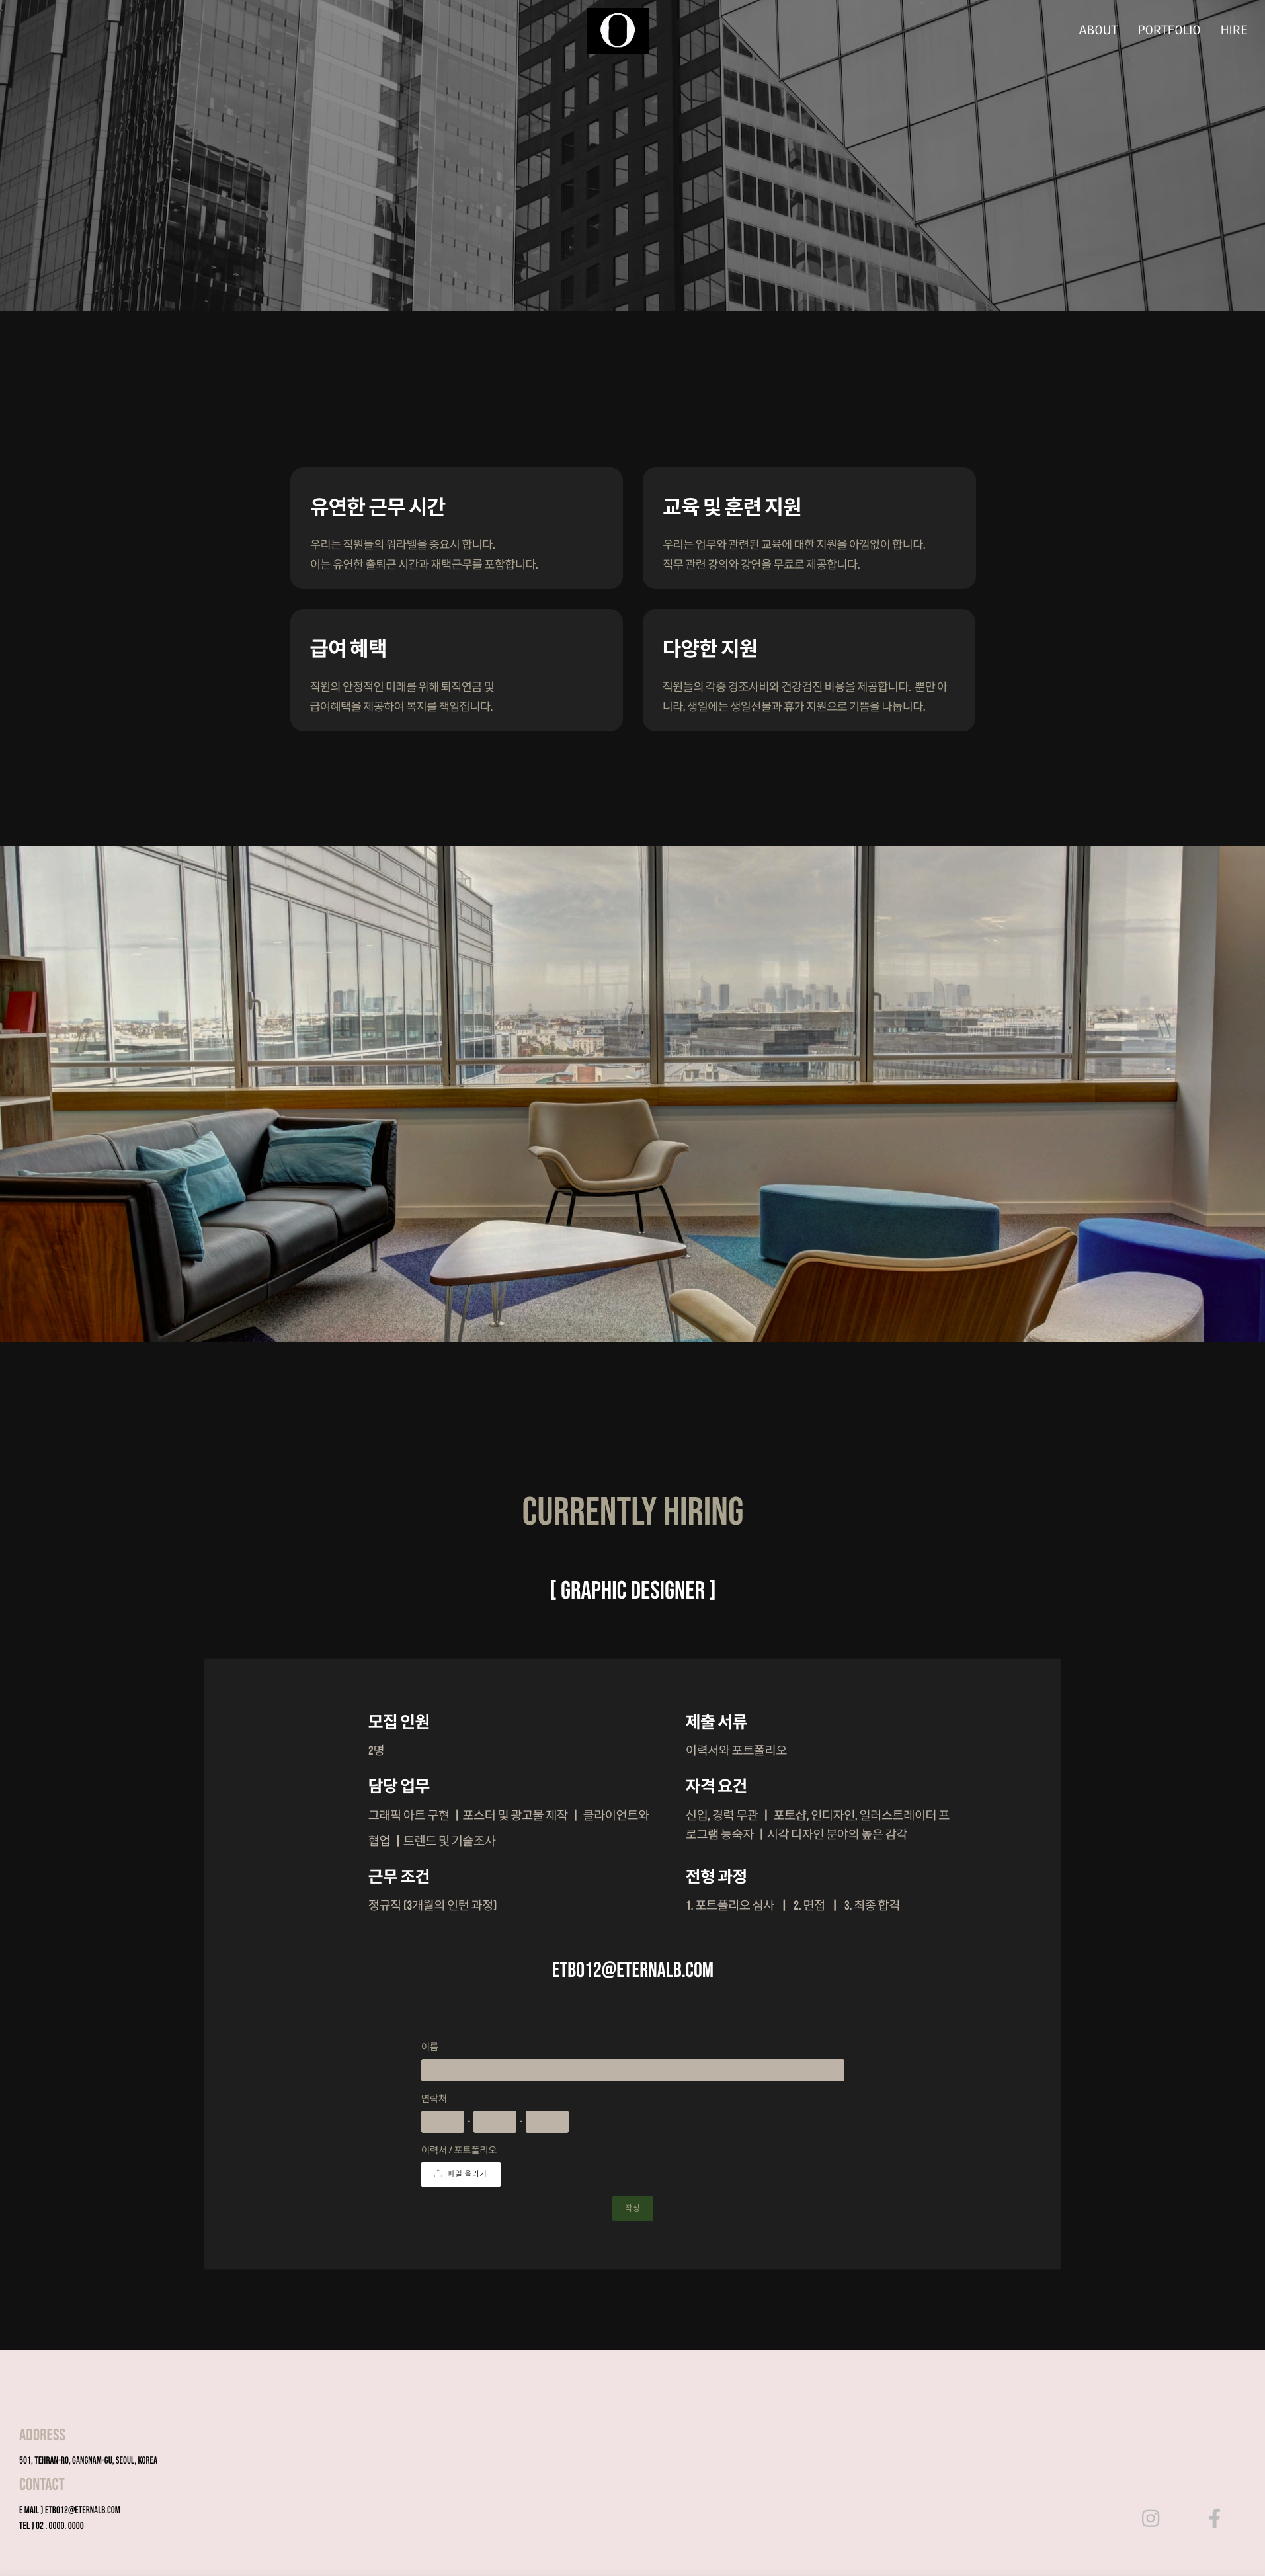 O
ABOUT PORTFOLIO HIRE
유연한 근무 시간
우리는 직원들의 워라벨을 중요시 합니다.
이는 유연한 출퇴근 시간과 재택근무를 포함합니다.
교육 및 훈련 지원
우리는 업무와 관련된 교육에 대한 지원을 아낌없이 합니다.
직무 관련 강의와 강연을 무료로 제공합니다.
급여 혜택
직원의 안정적인 미래를 위해 퇴직연금 및
급여혜택을 제공하여 복지를 책임집니다.
다양한 지원
직원들의 각종 경조사비와 건강검진 비용을 제공합니다. 뿐만 아
니라, 생일에는 생일선물과 휴가 지원으로 기쁨을 나눕니다.
CURRENTLY HIRING
[ GRAPHIC DESIGNER ]
모집 인원
2명
담당 업무
그래픽 아트 구현 ┃포스터 및 광고물 제작 ┃ 클라이언트와
협업 ┃트렌드 및 기술조사
근무 조건
정규직 (3개월의 인턴 과정)
제출 서류
이력서와 포트폴리오
자격 요건
신입, 경력 무관 ┃ 포토샵, 인디자인, 일러스트레이터 프
로그램 능숙자 ┃시각 디자인 분야의 높은 감각
전형 과정
1. 포트폴리오 심사 ┃ 2. 면접 ┃ 3. 최종 합격
ETB012@ETERNALB.COM
이름
연락처
- -
이력서 / 포트폴리오
파일 올리기
작성
ADDRESS
501, TEHRAN-RO, GANGNAM-GU, SEOUL, KOREA
CONTACT
E MAIL ) ETB012@ETERNALB.COM
TEL ) 02 . 0000. 0000